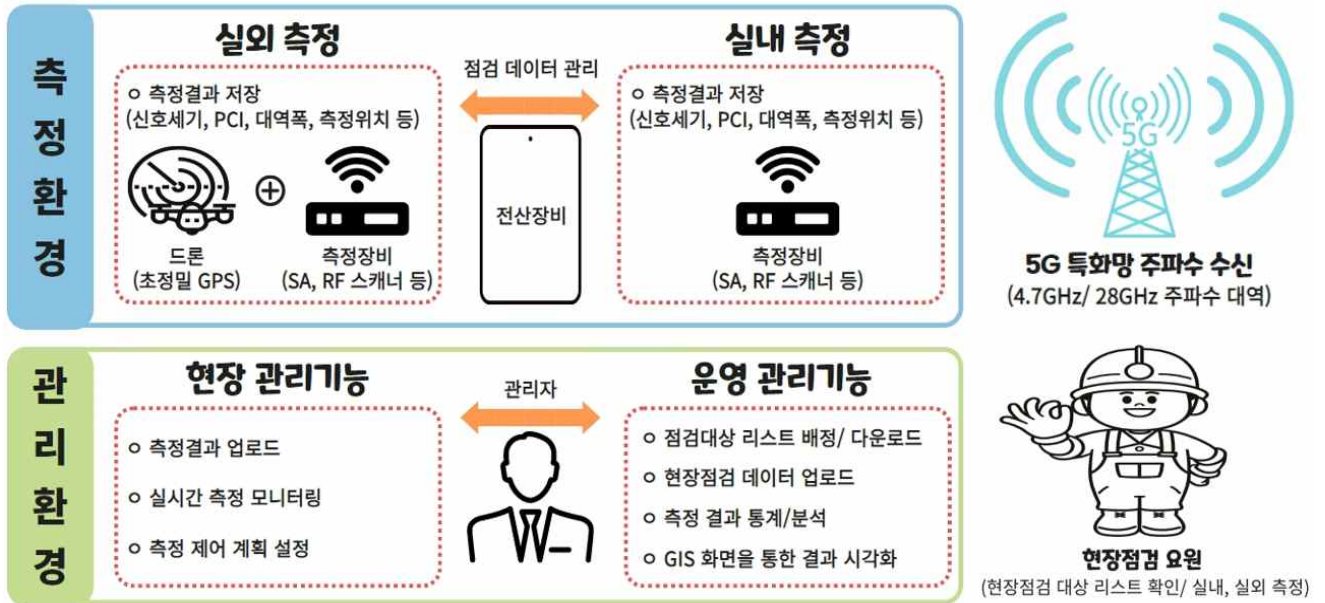 측정환경
실외 측정
ㅇ 측정결과 저장
(신호세기, PCI, 대역폭, 측정위치 등)
드론
(초정밀 GPS)
측정장비
(SA, RF 스캐너 등)
점검 데이터 관리
전산장비
실내 측정
ㅇ 측정결과 저장
(신호세기, PCI, 대역폭, 측정위치 등)
측정장비
(SA, RF 스캐너 등)
5G
5G 특화망 주파수 수신
(4.7GHz/ 28GHz 주파수 대역)
관리환경
현장 관리기능
ㅇ 측정결과 업로드
ㅇ 실시간 측정 모니터링
ㅇ 측정 제어 계획 설정
관리자
운영 관리기능
ㅇ 점검대상 리스트 배정/ 다운로드
ㅇ 현장점검 데이터 업로드
ㅇ 측정 결과 통계/분석
ㅇ GIS 화면을 통한 결과 시각화
현장점검 요원
(현장점검 대상 리스트 확인/ 실내, 실외 측정)